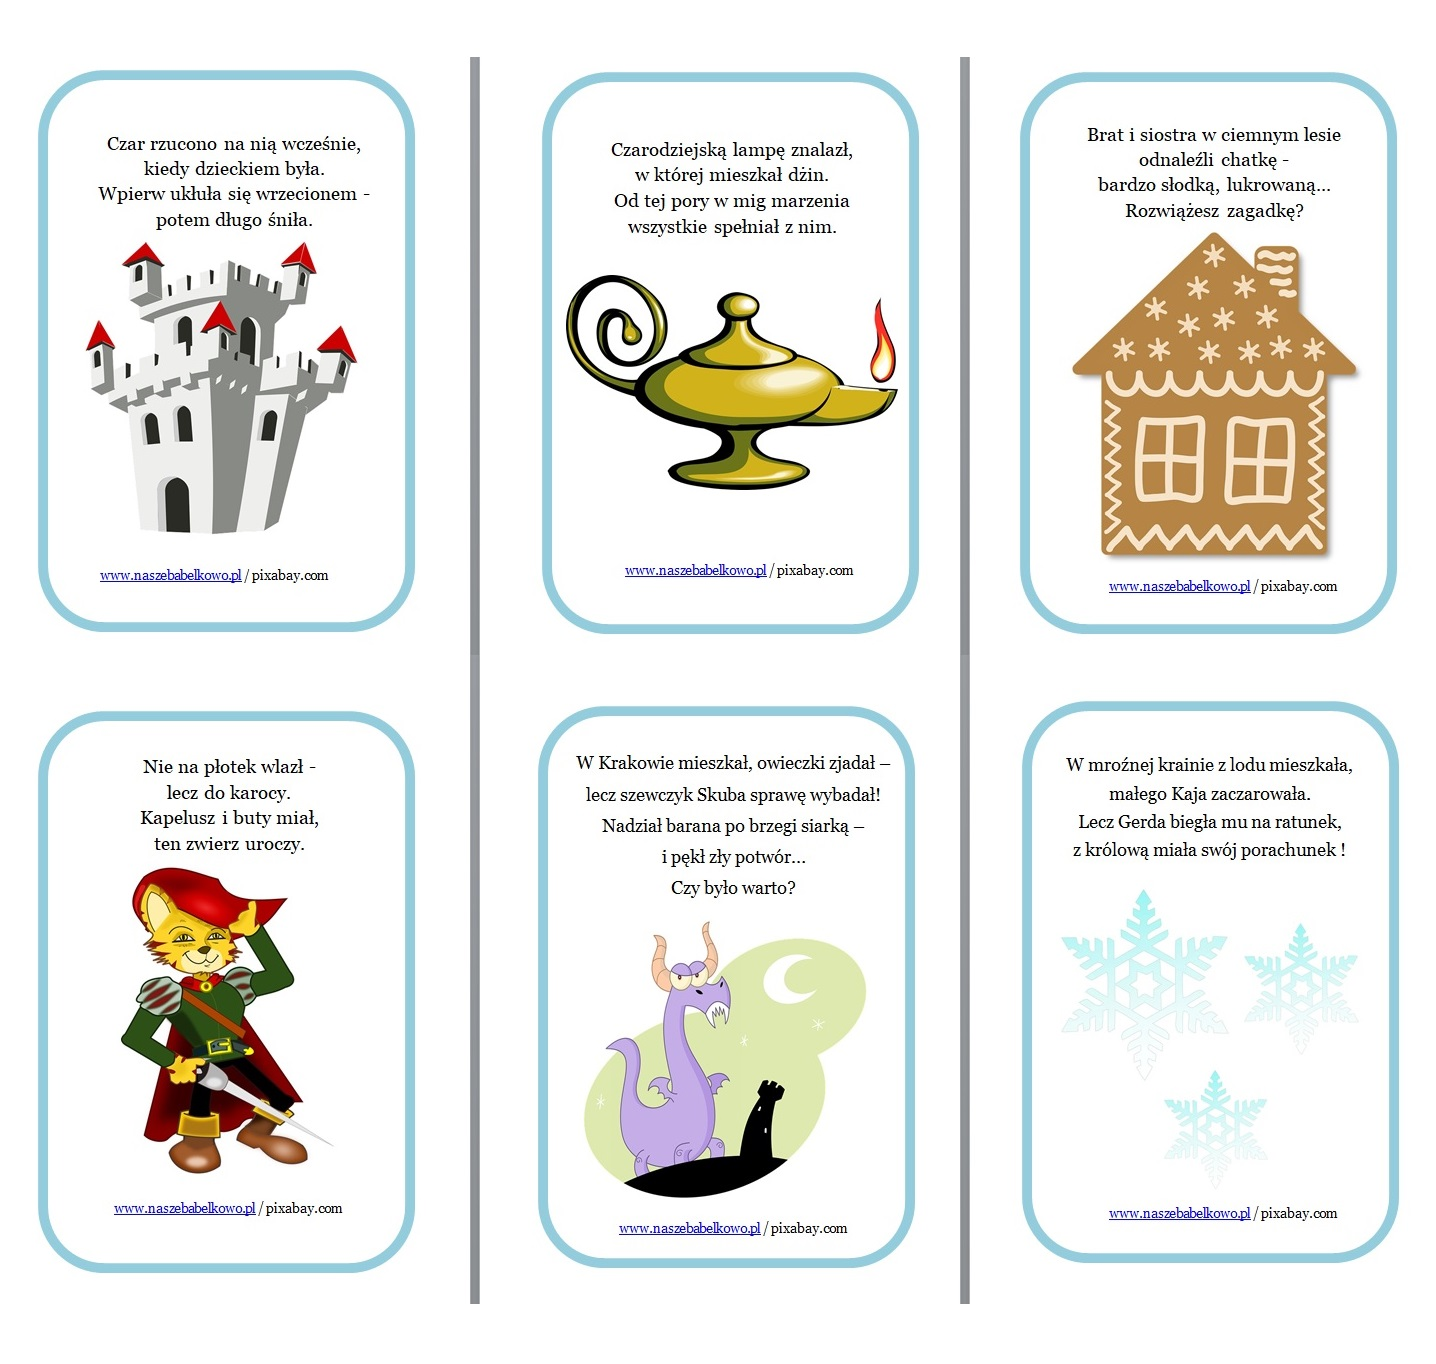 Czar rzucono na nią wcześnie,
kiedy dzieckiem była.
Wpierw ukłuła się wrzecionem -
potem długo śniła.
www.naszebabelkowo.pl / pixabay.com
Czarodziejską lampę znalazł,
w której mieszkał dżin.
Od tej pory w mig marzenia
wszystkie spełniał z nim.
www.naszebabelkowo.pl / pixabay.com
Brat i siostra w ciemnym lesie
odnaleźli chatkę -
bardzo słodką, lukrowaną...
Rozwiążesz zagadkę?
www.naszebabelkowo.pl / pixabay.com
Nie na płotek wlazł -
lecz do karocy.
Kapelusz i buty miał,
ten zwierz uroczy.
www.naszebabelkowo.pl / pixabay.com
W Krakowie mieszkał, owieczki zjadał –
lecz szewczyk Skuba sprawę wybadał!
Nadział barana po brzegi siarką –
i pękł zły potwór...
Czy było warto?
www.naszebabelkowo.pl / pixabay.com
W mroźnej krainie z lodu mieszkała,
małego Kaja zaczarowała.
Lecz Gerda biegła mu na ratunek,
z królową miała swój porachunek !
www.naszebabelkowo.pl / pixabay.com